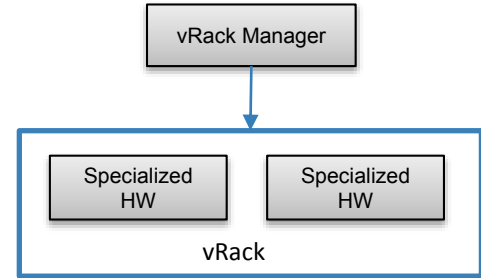 vRack Manager
Specialized
HW
Specialized
HW
vRack